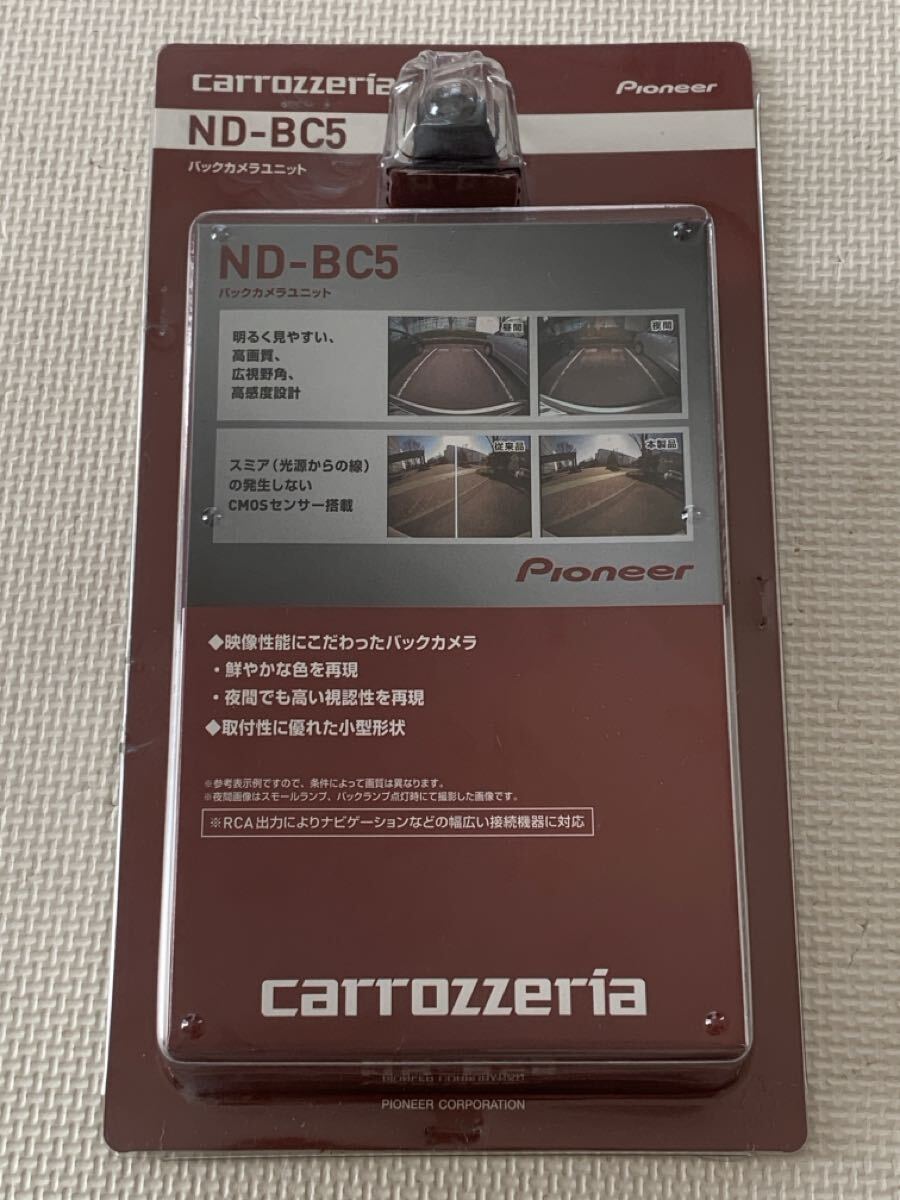 carrozzeria
Pioneer
ND-BC5
バックカメラユニット
ND-BC5
バックカメラユニット
明るく見やすい、
高画質、
広視野角、
高感度設計
昼間
夜間
スミア（光源からの線）
の発生しない
CMOSセンサー搭載
従来品
本製品
Pioneer
◆映像性能にこだわったバックカメラ
・鮮やかな色を再現
・夜間でも高い視認性を再現
◆取付性に優れた小型形状
※参考表示例ですので、条件によって画質は異なります。
※夜間画像はスモールランプ、バックランプ点灯時にて撮影した画像です。
※RCA出力によりナビゲーションなどの幅広い接続機器に対応
carrozzeria
PIONEER CORPORATION